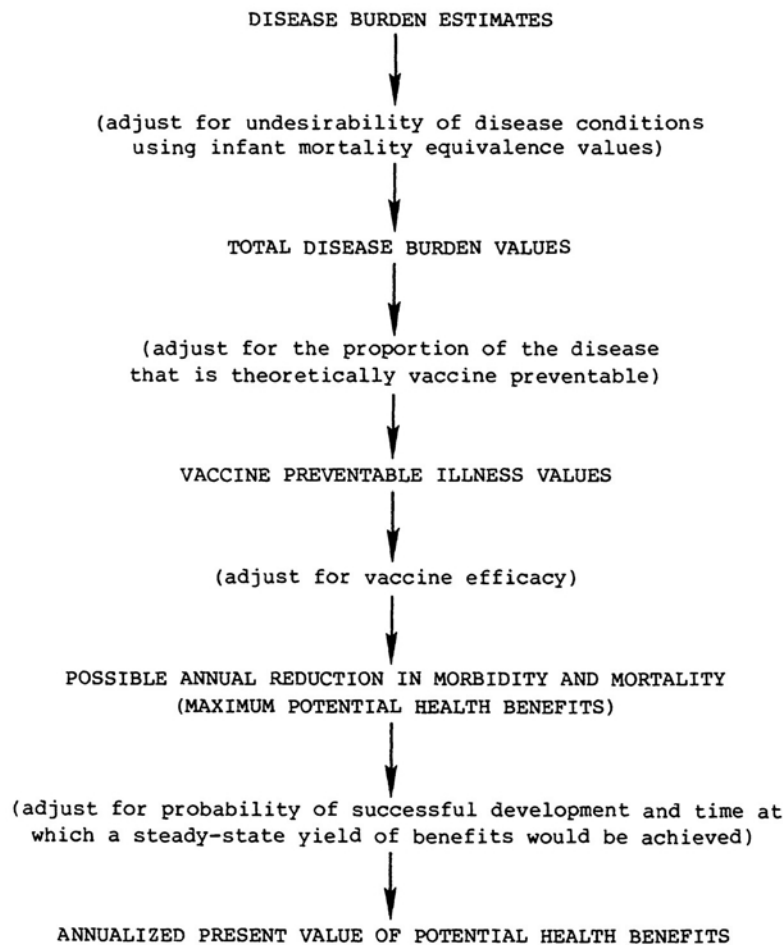 DISEASE BURDEN ESTIMATES
(adjust for undesirability of disease conditions
using infant mortality equivalence values)
TOTAL DISEASE BURDEN VALUES
(adjust for the proportion of the disease
that is theoretically vaccine preventable)
VACCINE PREVENTABLE ILLNESS VALUES
(adjust for vaccine efficacy)
POSSIBLE ANNUAL REDUCTION IN MORBIDITY AND MORTALITY
(MAXIMUM POTENTIAL HEALTH BENEFITS)
(adjust for probability of successful development and time at
which a steady-state yield of benefits would be achieved)
ANNUALIZED PRESENT VALUE OF POTENTIAL HEALTH BENEFITS